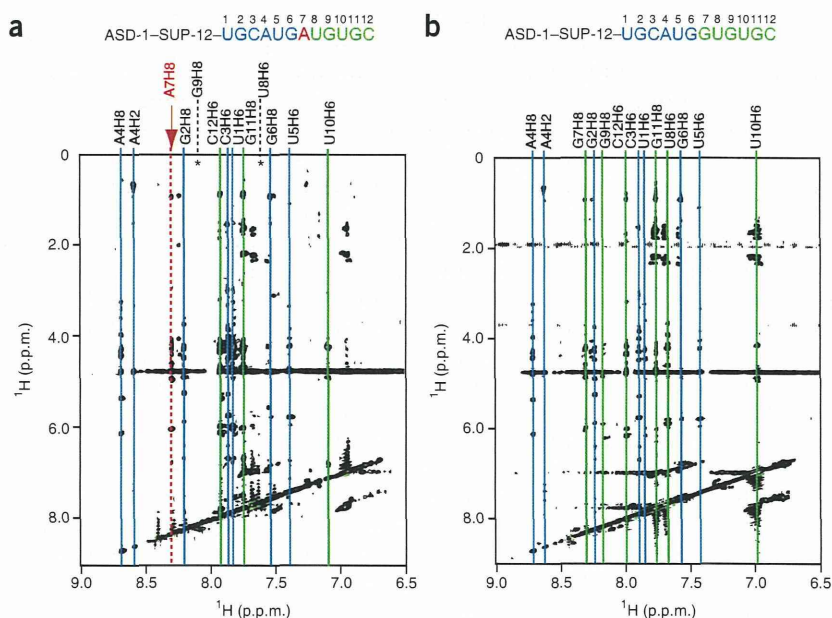 a
1 2 3 4 5 6 7 8 9 10 11 12
ASD-1–SUP-12–UGCAUGAUGUGC
A4H8
A4H2
A7H8
G2H8
G9H8
C12H6
C3H6
U1H6
G11H8
U8H6
G6H8
U5H6
U10H6
* *
0
2.0
4.0
6.0
8.0
¹H (p.p.m.)
9.0 8.5 8.0 7.5 7.0 6.5
¹H (p.p.m.)
b
1 2 3 4 5 6 7 8 9 10 11 12
ASD-1–SUP-12–UGCAUGGUGUGC
A4H8
A4H2
G7H8
G2H8
G9H8
C12H6
C3H6
U1H6
G11H8
U8H6
G6H8
U5H6
U10H6
0
2.0
4.0
6.0
8.0
¹H (p.p.m.)
9.0 8.5 8.0 7.5 7.0 6.5
¹H (p.p.m.)